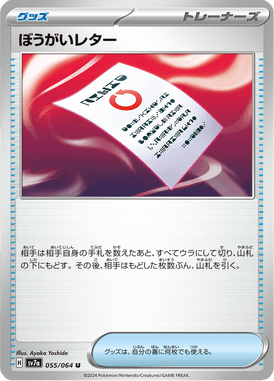 グッズ
トレーナーズ
ぼうがいレター
相手は相手自身の手札を数えたあと、すべてウラにして切り、山札
の下にもどす。その後、相手はもどした枚数ぶん、山札を引く。
Illus. Ayaka Yoshida
H SV7a 055/064 U
グッズは、自分の番に何枚でも使える。
©2024 Pokémon/Nintendo/Creatures/GAME FREAK.